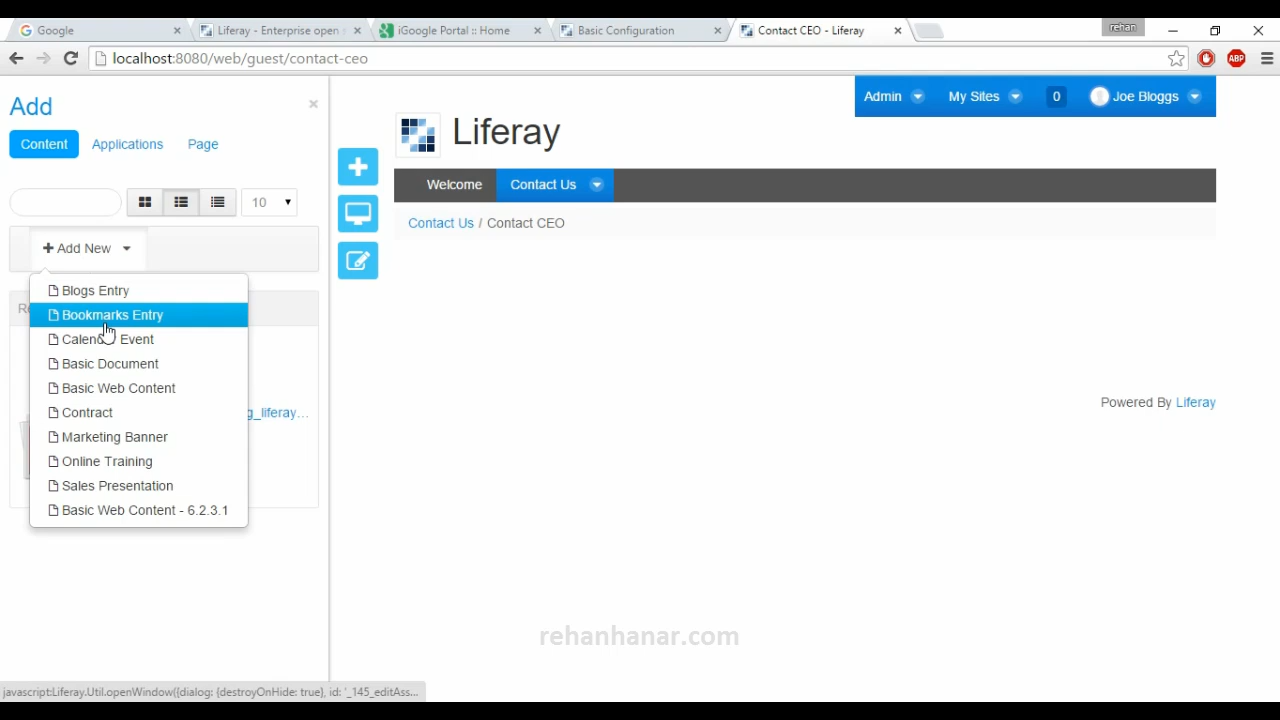 Google
Liferay - Enterprise open
iGoogle Portal :: Home
Basic Configuration
Contact CEO - Liferay
rehan
localhost:8080/web/guest/contact-ceo
ABP
Add
Content Applications Page
10
+ Add New
Blogs Entry
Bookmarks Entry
Event
Basic Document
Basic Web Content
Contract
g_liferay...
Marketing Banner
Online Training
Sales Presentation
Basic Web Content - 6.2.3.1
Admin My Sites 0 Joe Bloggs
Liferay
Welcome Contact Us
Contact Us / Contact CEO
Powered By Liferay
rehanhanar.com
javascript:Liferay.Util.openWindow({dialog: {destroyOnHide: true}, id: '_145_editAss...